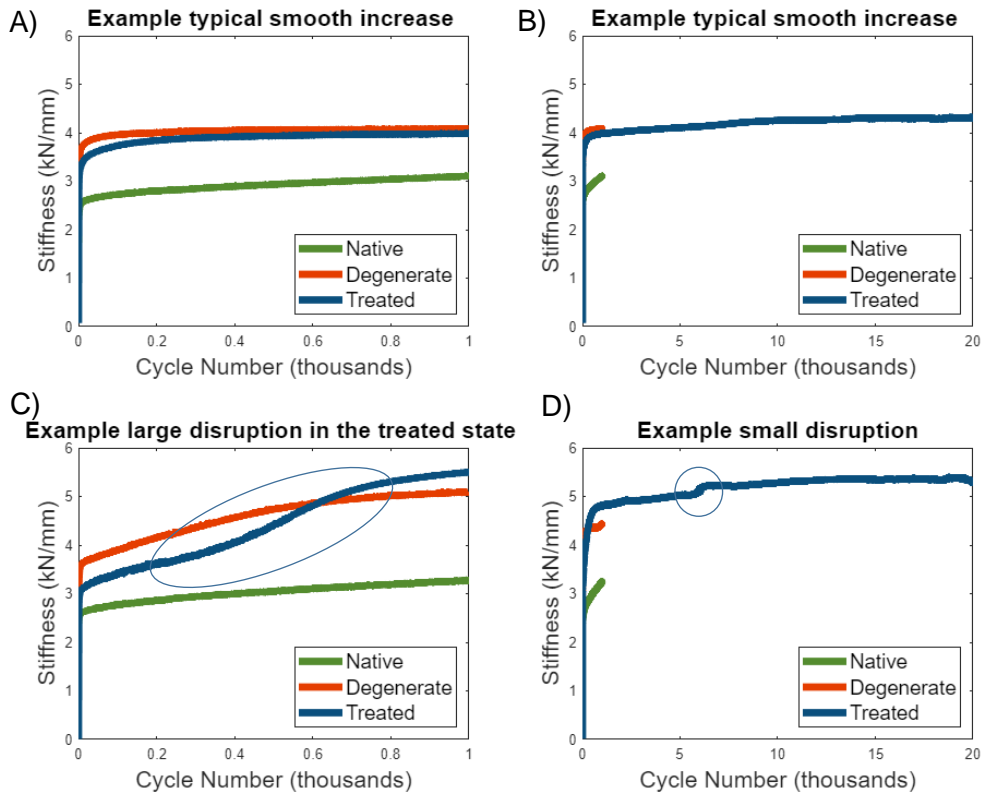 A)
Example typical smooth increase
6
5
4
3
2
1
0
Stiffness (kN/mm)
Native
Degenerate
Treated
0
0.2
0.4
0.6
0.8
1
Cycle Number (thousands)
B)
Example typical smooth increase
6
5
4
3
2
1
0
Stiffness (kN/mm)
Native
Degenerate
Treated
0
5
10
15
20
Cycle Number (thousands)
C)
Example large disruption in the treated state
6
5
4
3
2
1
0
Stiffness (kN/mm)
Native
Degenerate
Treated
0
0.2
0.4
0.6
0.8
1
Cycle Number (thousands)
D)
Example small disruption
6
5
4
3
2
1
0
Stiffness (kN/mm)
Native
Degenerate
Treated
0
5
10
15
20
Cycle Number (thousands)